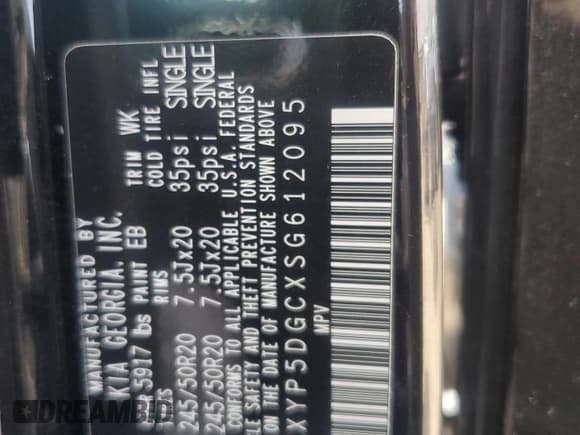 MANUFACTURED BY
KIA GEORGIA, INC.
5917 bs PAINT EB TRIM WK
RIMS COLD TIRE INFL
245/50R20 7.5Jx20 35psi SINGLE
245/50R20 7.5Jx20 35psi SINGLE
CONFORMS TO ALL APPLICABLE U.S.A. FEDERAL
LE SAFETY AND THEFT PREVENTION STANDARDS
ON THE DATE OF MANUFACTURE SHOWN ABOVE
XYP5DGCXSG612095
MPV
DREAMBID